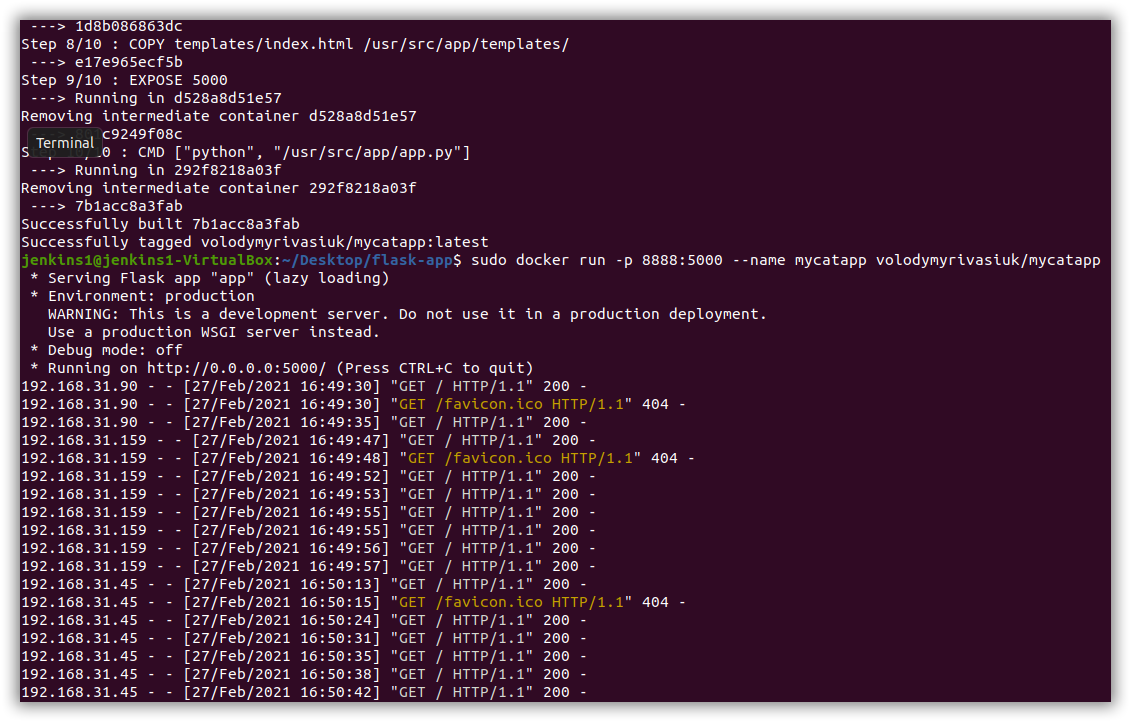 ---> 1d8b086863dc
Step 8/10 : COPY templates/index.html /usr/src/app/templates/
 ---> e17e965ecf5b
Step 9/10 : EXPOSE 5000
 ---> Running in d528a8d51e57
Removing intermediate container d528a8d51e57
c9249f08c
Terminal
/10 : CMD ["python", "/usr/src/app/app.py"]
 ---> Running in 292f8218a03f
Removing intermediate container 292f8218a03f
 ---> 7b1acc8a3fab
Successfully built 7b1acc8a3fab
Successfully tagged volodymyrivasiuk/mycatapp:latest
jenkins1@jenkins1-VirtualBox:~/Desktop/flask-app$ sudo docker run -p 8888:5000 --name mycatapp volodymyrivasiuk/mycatapp
 * Serving Flask app "app" (lazy loading)
 * Environment: production
   WARNING: This is a development server. Do not use it in a production deployment.
   Use a production WSGI server instead.
 * Debug mode: off
 * Running on http://0.0.0.0:5000/ (Press CTRL+C to quit)
192.168.31.90 - - [27/Feb/2021 16:49:30] "GET / HTTP/1.1" 200 -
192.168.31.90 - - [27/Feb/2021 16:49:30] "GET /favicon.ico HTTP/1.1" 404 -
192.168.31.90 - - [27/Feb/2021 16:49:35] "GET / HTTP/1.1" 200 -
192.168.31.159 - - [27/Feb/2021 16:49:47] "GET / HTTP/1.1" 200 -
192.168.31.159 - - [27/Feb/2021 16:49:48] "GET /favicon.ico HTTP/1.1" 404 -
192.168.31.159 - - [27/Feb/2021 16:49:52] "GET / HTTP/1.1" 200 -
192.168.31.159 - - [27/Feb/2021 16:49:53] "GET / HTTP/1.1" 200 -
192.168.31.159 - - [27/Feb/2021 16:49:55] "GET / HTTP/1.1" 200 -
192.168.31.159 - - [27/Feb/2021 16:49:55] "GET / HTTP/1.1" 200 -
192.168.31.159 - - [27/Feb/2021 16:49:56] "GET / HTTP/1.1" 200 -
192.168.31.159 - - [27/Feb/2021 16:49:57] "GET / HTTP/1.1" 200 -
192.168.31.45 - - [27/Feb/2021 16:50:13] "GET / HTTP/1.1" 200 -
192.168.31.45 - - [27/Feb/2021 16:50:15] "GET /favicon.ico HTTP/1.1" 404 -
192.168.31.45 - - [27/Feb/2021 16:50:24] "GET / HTTP/1.1" 200 -
192.168.31.45 - - [27/Feb/2021 16:50:31] "GET / HTTP/1.1" 200 -
192.168.31.45 - - [27/Feb/2021 16:50:35] "GET / HTTP/1.1" 200 -
192.168.31.45 - - [27/Feb/2021 16:50:38] "GET / HTTP/1.1" 200 -
192.168.31.45 - - [27/Feb/2021 16:50:42] "GET / HTTP/1.1" 200 -